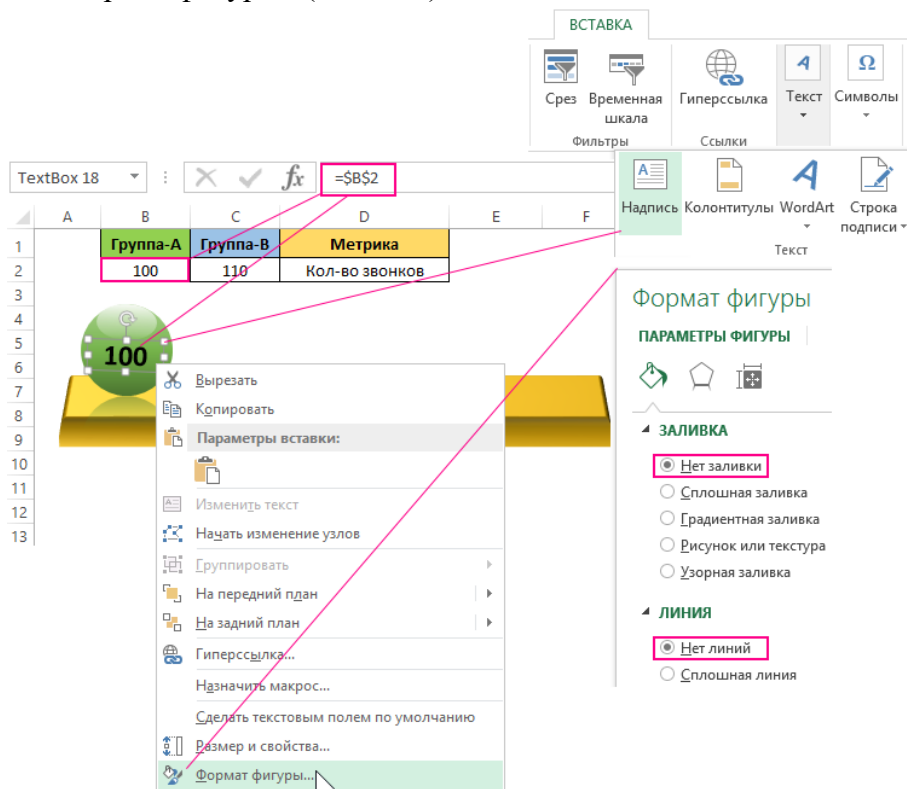 ВСТАВКА
Срез Временная шкала Гиперссылка Текст Символы
Фильтры Ссылки
Надпись Колонтитулы WordArt Строка подписи
Текст
TextBox 18 fx =$B$2
A B C D E F
1 Группа-А Группа-В Метрика
2 100 110 Кол-во звонков
3
4
5
6
7
8
9
10
11
12
13
100
Вырезать
Копировать
Параметры вставки:
Изменить текст
Начать изменение узлов
Группировать
На передний план
На задний план
Гиперссылка...
Назначить макрос...
Сделать текстовым полем по умолчанию
Размер и свойства...
Формат фигуры...
Формат фигуры
ПАРАМЕТРЫ ФИГУРЫ
ЗАЛИВКА
Нет заливки
Сплошная заливка
Градиентная заливка
Рисунок или текстура
Узорная заливка
ЛИНИЯ
Нет линий
Сплошная линия